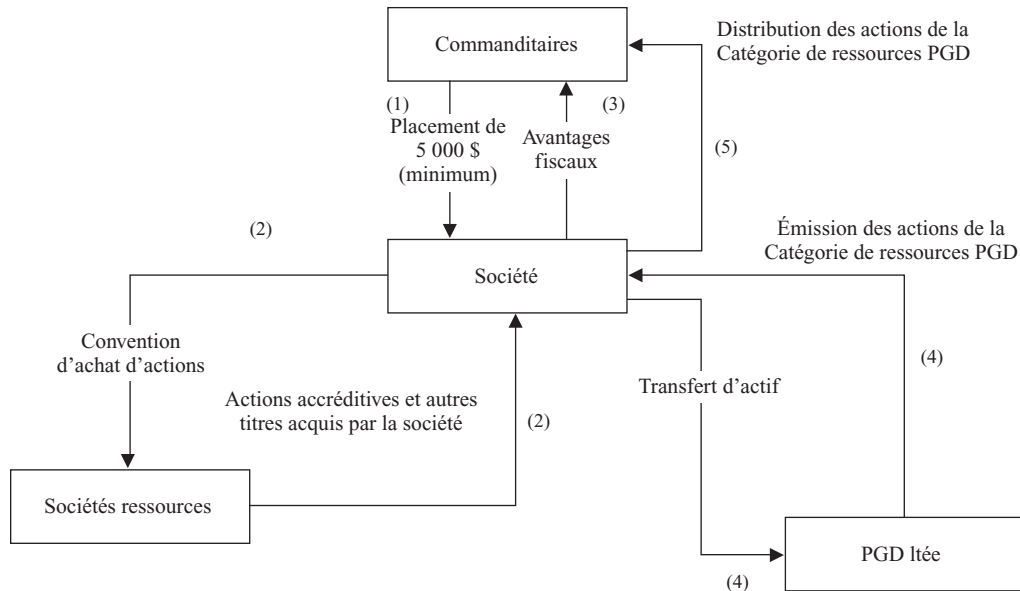 Commanditaires
Distribution des actions de la
Catégorie de ressources PGD
(1)
Placement de
5 000 $
(minimum)
(3)
Avantages
fiscaux
(5)
(2)
Émission des actions de la
Catégorie de ressources PGD
Société
Convention
d’achat d’actions
Actions accréditives et autres
titres acquis par la société
(2)
Transfert d’actif
(4)
Sociétés ressources
PGD ltée
(4)